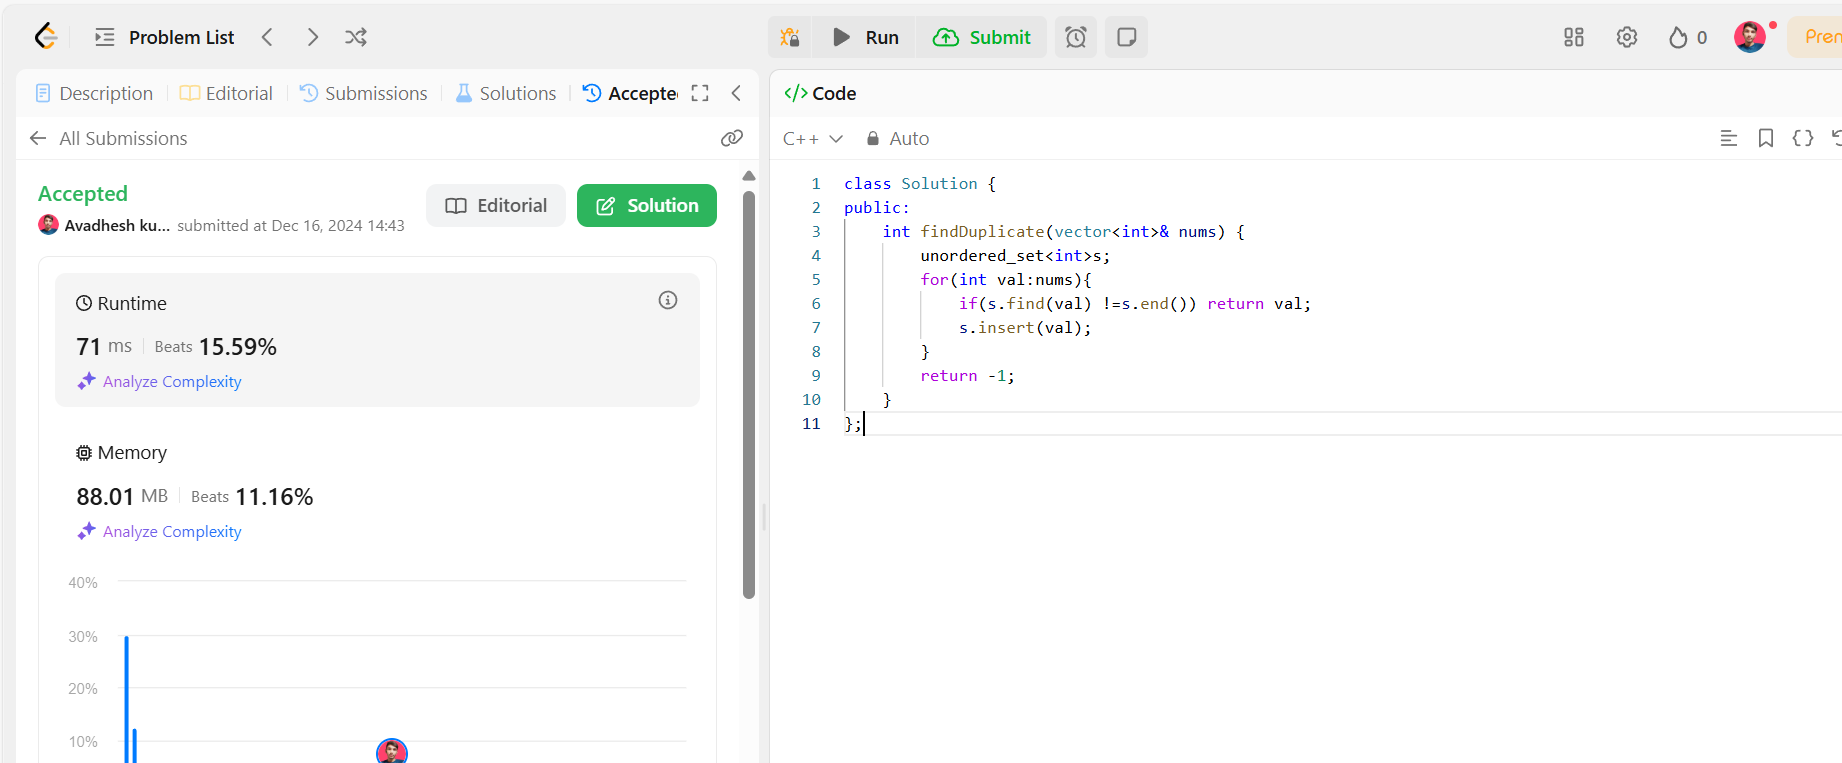 Problem List
Run
Submit
0
Prem
Description
Editorial
Submissions
Solutions
Accepte
All Submissions
Accepted
Avadhesh ku... submitted at Dec 16, 2024 14:43
Editorial
Solution
Runtime
71 ms Beats 15.59%
Analyze Complexity
Memory
88.01 MB Beats 11.16%
Analyze Complexity
40%
30%
20%
10%
</> Code
C++
Auto
1 class Solution {
2 public:
3     int findDuplicate(vector<int>& nums) {
4         unordered_set<int>s;
5         for(int val:nums){
6             if(s.find(val) !=s.end()) return val;
7             s.insert(val);
8         }
9         return -1;
10     }
11 };